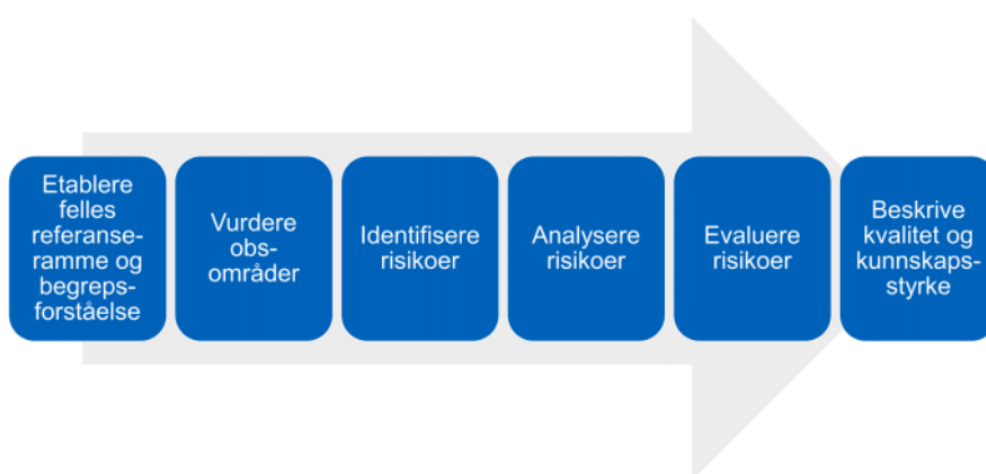 Etablere
felles
referanse-
ramme og
begreps-
forståelse
Vurdere
obs-
områder
Identifisere
risikoer
Analysere
risikoer
Evaluere
risikoer
Beskrive
kvalitet og
kunnskaps-
styrke